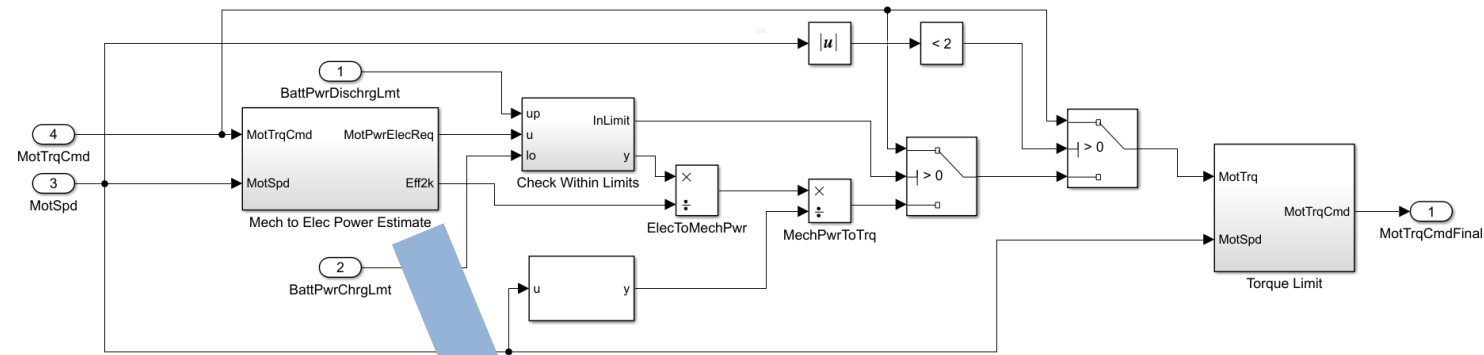 |u|
< 2
1
BattPwrDischrgLmt
4
MotTrqCmd
3
MotSpd
MotTrqCmd
MotPwrElecReq
MotSpd
Eff2k
Mech to Elec Power Estimate
up
InLimit
u
lo
y
Check Within Limits
×
÷
ElecToMechPwr
×
÷
MechPwrToTrq
> 0
> 0
2
BattPwrChrgLmt
u
y
MotTrq
MotTrqCmd
MotSpd
Torque Limit
1
MotTrqCmdFinal